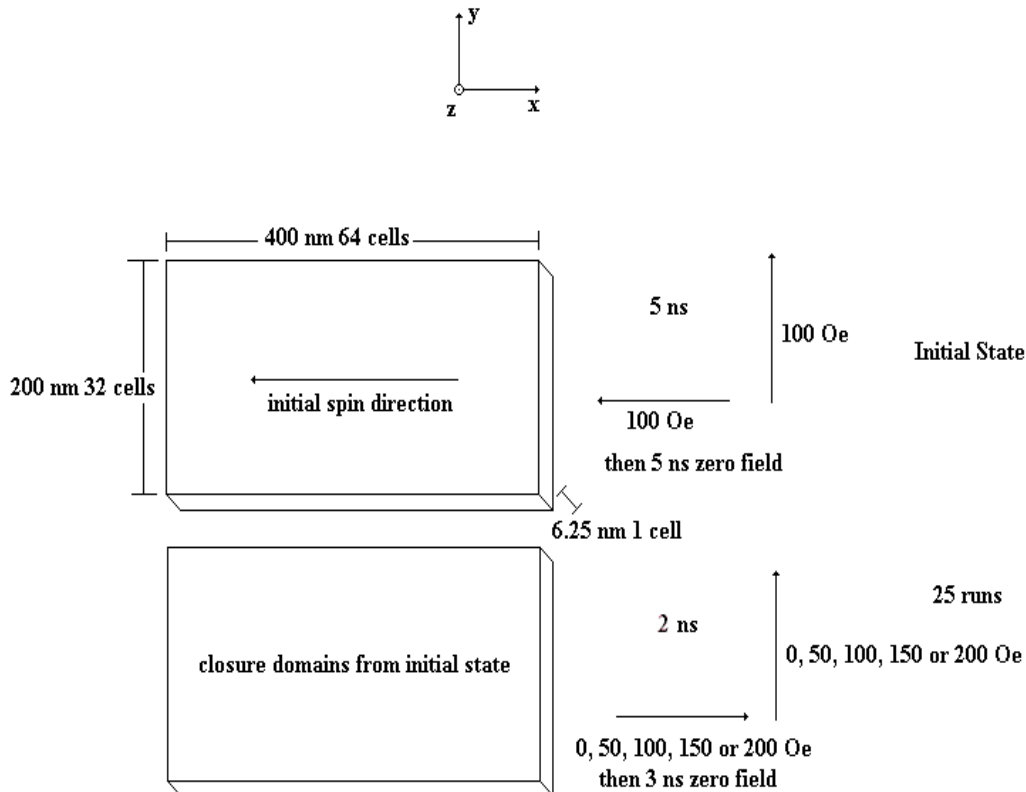 y
z
x
400 nm 64 cells
5 ns
100 Oe
Initial State
200 nm 32 cells
initial spin direction
100 Oe
then 5 ns zero field
6.25 nm 1 cell
25 runs
2 ns
closure domains from initial state
0, 50, 100, 150 or 200 Oe
0, 50, 100, 150 or 200 Oe
then 3 ns zero field